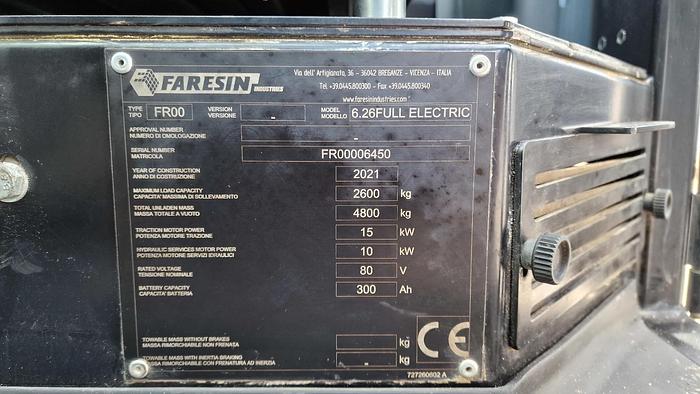 FARESIN INDUSTRIES
Via dell' Artigianato, 36 - 36042 BREGANZE - VICENZA - ITALIA
Tel. +39.0445.800300 - Fax +39.0445.800340
www.faresinindustries.com
TYPE TIPO FR00 VERSION VERSIONE - MODEL MODELLO 6.26FULL ELECTRIC
APPROVAL NUMBER
NUMERO DI OMOLOGAZIONE -
SERIAL NUMBER
MATRICOLA FR00006450
YEAR OF CONSTRUCTION
ANNO DI COSTRUZIONE 2021
MAXIMUM LOAD CAPACITY
CAPACITA' MASSIMA DI SOLLEVAMENTO 2600 kg
TOTAL UNLADEN MASS
MASSA TOTALE A VUOTO 4800 kg
TRACTION MOTOR POWER
POTENZA MOTORE TRAZIONE 15 kW
HYDRAULIC SERVICES MOTOR POWER
POTENZA MOTORE SERVIZI IDRAULICI 10 kW
RATED VOLTAGE
TENSIONE NOMINALE 80 V
BATTERY CAPACITY
CAPACITA' BATTERIA 300 Ah
TOWABLE MASS WITHOUT BRAKES
MASSA RIMORCHIABILE NON FRENATA - kg
TOWABLE MASS WITH INERTIA BRAKING
MASSA RIMORCHIABILE CON FRENATURA AD INERZIA - kg
CE
727260602 A